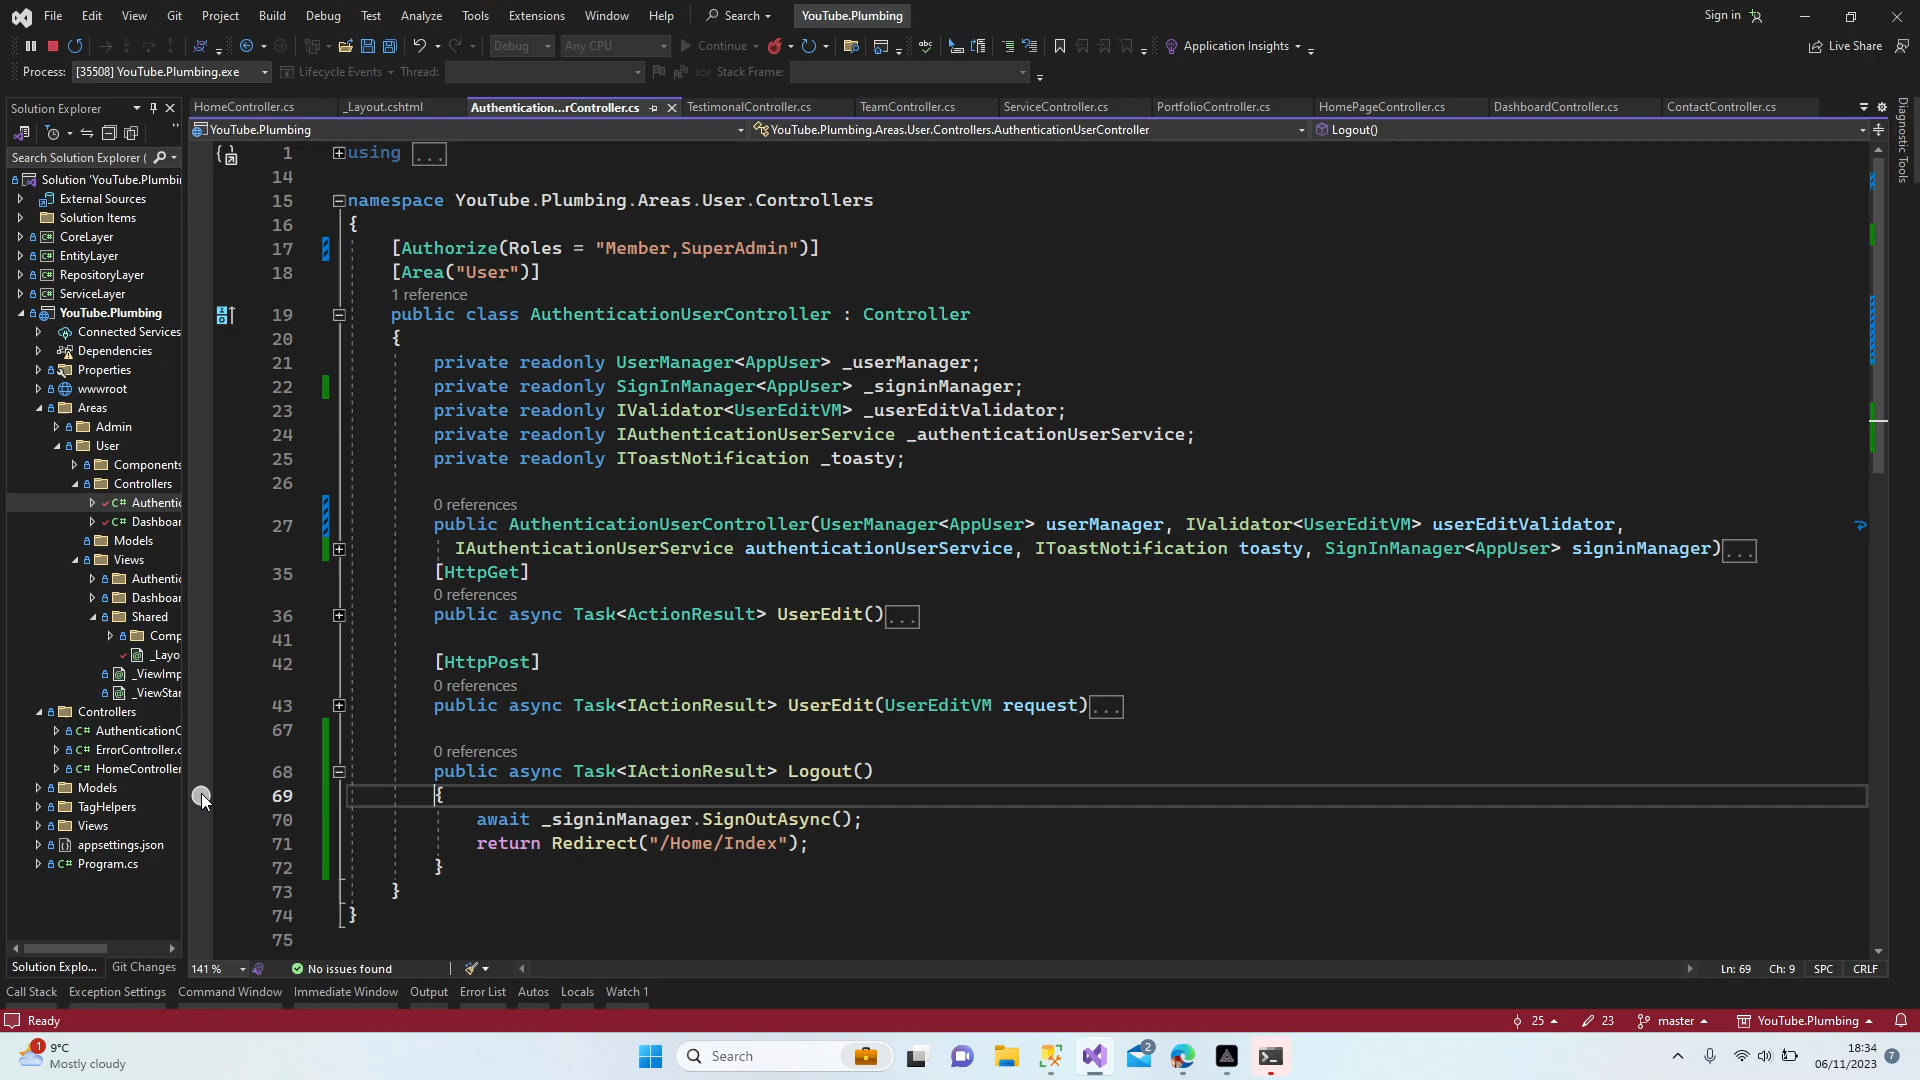 File Edit View Git Project Build Debug Test Analyze Tools Extensions Window Help Search YouTube.Plumbing Sign in
Debug Any CPU Continue Application Insights Live Share
Process: [35508] YouTube.Plumbing.exe Lifecycle Events Thread: Stack Frame:
Solution Explorer
HomeController.cs _Layout.cshtml Authentication...rController.cs TestimonalController.cs TeamController.cs ServiceController.cs PortfolioController.cs HomePageController.cs DashboardController.cs ContactController.cs
YouTube.Plumbing YouTube.Plumbing.Areas.User.Controllers.AuthenticationUserController Logout()
Search Solution Explorer (
Solution 'YouTube.Plumbin
External Sources
Solution Items
CoreLayer
EntityLayer
RepositoryLayer
ServiceLayer
YouTube.Plumbing
Connected Services
Dependencies
Properties
wwwroot
Areas
Admin
User
Components
Controllers
Authentic
Dashboar
Models
Views
Authentic
Dashboar
Shared
Comp
_Layo
_ViewImp
_ViewStar
Controllers
AuthenticationC
ErrorController.c
HomeController
Models
TagHelpers
Views
appsettings.json
Program.cs
Solution Explo... Git Changes
1 using ...
14
15 namespace YouTube.Plumbing.Areas.User.Controllers
16 {
17 [Authorize(Roles = "Member,SuperAdmin")]
18 [Area("User")]
1 reference
19 public class AuthenticationUserController : Controller
20 {
21 private readonly UserManager<AppUser> _userManager;
22 private readonly SignInManager<AppUser> _signinManager;
23 private readonly IValidator<UserEditVM> _userEditValidator;
24 private readonly IAuthenticationUserService _authenticationUserService;
25 private readonly IToastNotification _toasty;
26
0 references
27 public AuthenticationUserController(UserManager<AppUser> userManager, IValidator<UserEditVM> userEditValidator,
IAuthenticationUserService authenticationUserService, IToastNotification toasty, SignInManager<AppUser> signinManager)...
35 [HttpGet]
0 references
36 public async Task<ActionResult> UserEdit()...
41
42 [HttpPost]
0 references
43 public async Task<IActionResult> UserEdit(UserEditVM request)...
67
0 references
68 public async Task<IActionResult> Logout()
69 {
70 await _signinManager.SignOutAsync();
71 return Redirect("/Home/Index");
72 }
73 }
74 }
75
Diagnostic Tools
141 % No issues found Ln: 69 Ch: 9 SPC CRLF
Call Stack Exception Settings Command Window Immediate Window Output Error List Autos Locals Watch 1
Ready 25 23 master YouTube.Plumbing
1 9°C
Mostly cloudy
Search
2
18:34
06/11/2023
7